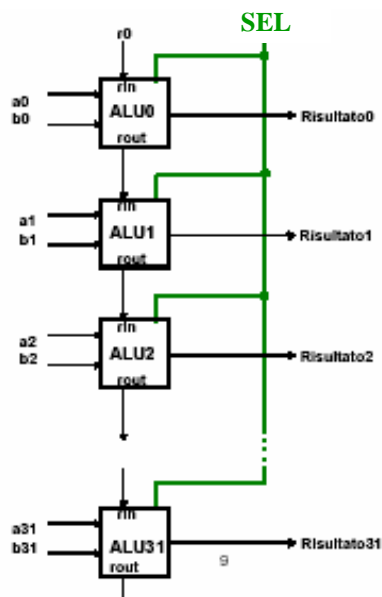 SEL
r0
rin
a0
b0
ALU0
Risultato0
rout
rin
a1
b1
ALU1
Risultato1
rout
rin
a2
b2
ALU2
Risultato2
rout
rin
a31
b31
ALU31
Risultato31
9
rout